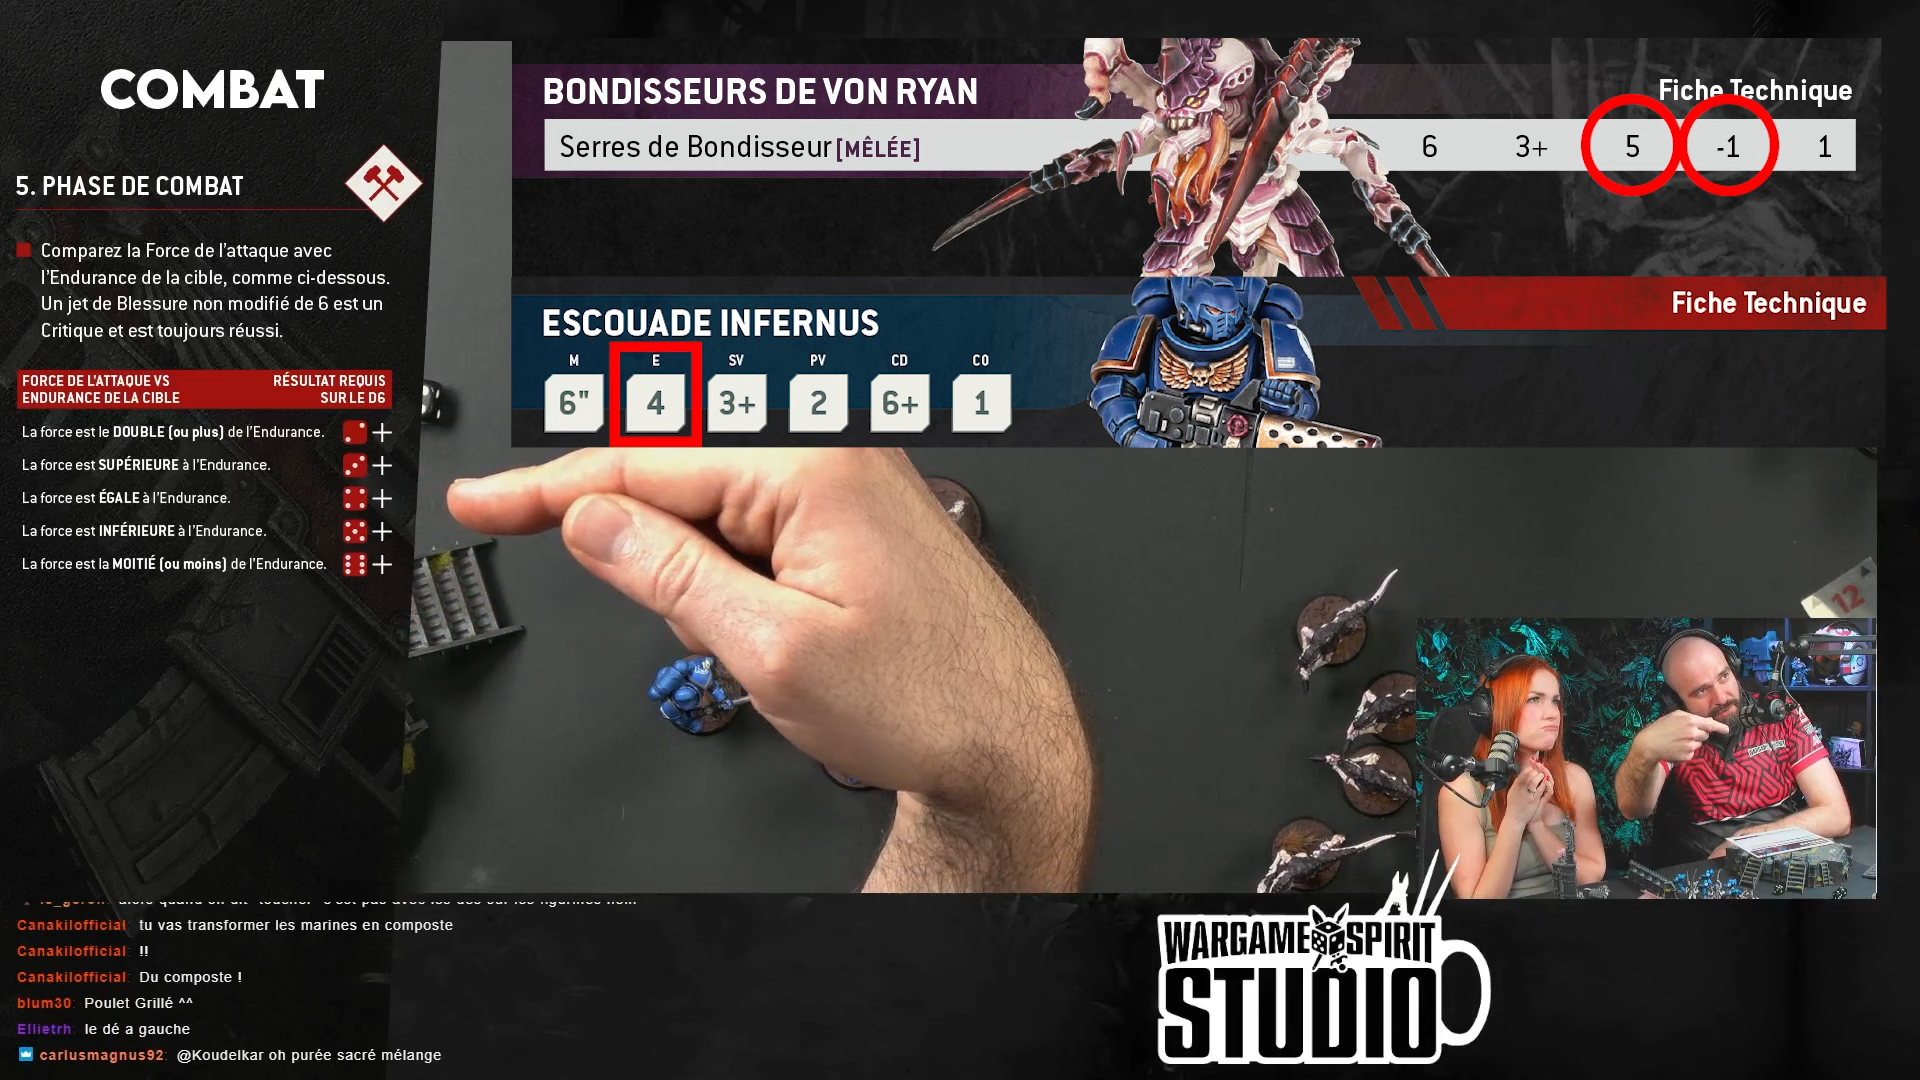 COMBAT
5. PHASE DE COMBAT
Comparez la Force de l'attaque avec
l'Endurance de la cible, comme ci-dessous.
Un jet de Blessure non modifié de 6 est un
Critique et est toujours réussi.
FORCE DE L'ATTAQUE VS
ENDURANCE DE LA CIBLE
RÉSULTAT REQUIS
SUR LE D6
La force est le DOUBLE (ou plus) de l'Endurance. +
La force est SUPÉRIEURE à l'Endurance. +
La force est ÉGALE à l'Endurance. +
La force est INFÉRIEURE à l'Endurance. +
La force est la MOITIÉ (ou moins) de l'Endurance. +
BONDISSEURS DE VON RYAN
Fiche Technique
Serres de Bondisseur [MÊLÉE] 6 3+ 5 -1 1
ESCOUADE INFERNUS
Fiche Technique
M E SV PV CD CO
6" 4 3+ 2 6+ 1
12
Canakilofficial: tu vas transformer les marines en composte
Canakilofficial: !!
Canakilofficial: Du composte !
blum30: Poulet Grillé ^^
Ellietrh: le dé a gauche
carlusmagnus92: @Koudelkar oh purée sacré mélange
WARGAME SPIRIT
STUDIO